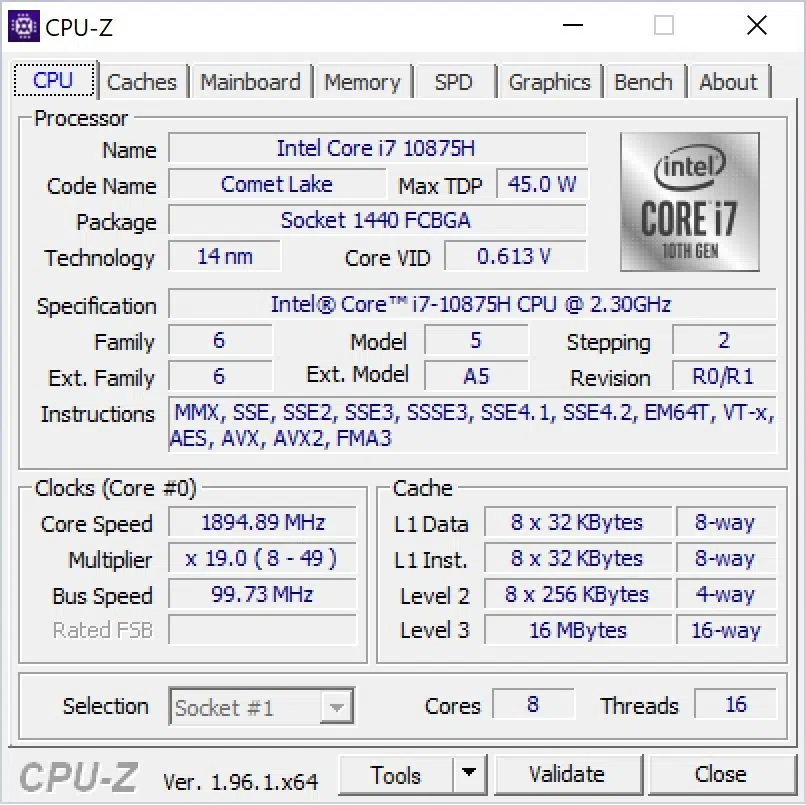 CPU-Z
CPU Caches Mainboard Memory SPD Graphics Bench About
Processor
Name Intel Core i7 10875H
Code Name Comet Lake Max TDP 45.0 W
Package Socket 1440 FCBGA
Technology 14 nm Core VID 0.613 V
intel
CORE i7
10TH GEN
Specification Intel® Core™ i7-10875H CPU @ 2.30GHz
Family 6 Model 5 Stepping 2
Ext. Family 6 Ext. Model A5 Revision R0/R1
Instructions MMX, SSE, SSE2, SSE3, SSSE3, SSE4.1, SSE4.2, EM64T, VT-x,
AES, AVX, AVX2, FMA3
Clocks (Core #0)
Core Speed 1894.89 MHz
Multiplier x 19.0 ( 8 - 49 )
Bus Speed 99.73 MHz
Rated FSB
Cache
L1 Data 8 x 32 KBytes 8-way
L1 Inst. 8 x 32 KBytes 8-way
Level 2 8 x 256 KBytes 4-way
Level 3 16 MBytes 16-way
Selection Socket #1 Cores 8 Threads 16
CPU-Z Ver. 1.96.1.x64 Tools Validate Close